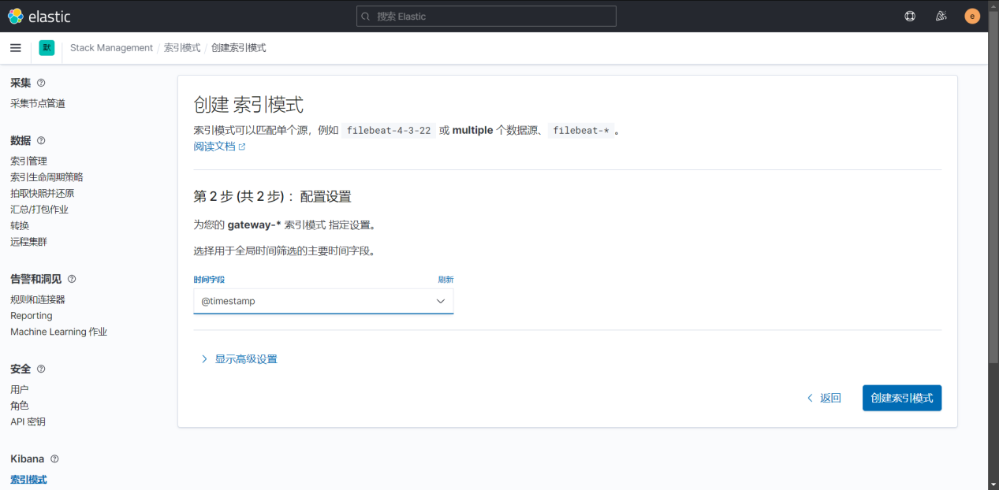 elastic
搜索 Elastic
e
默
Stack Management / 索引模式 / 创建索引模式
采集
采集节点管道
数据
索引管理
索引生命周期策略
拍取快照并还原
汇总/打包作业
转换
远程集群
告警和洞见
规则和连接器
Reporting
Machine Learning 作业
安全
用户
角色
API 密钥
Kibana
索引模式
创建 索引模式
索引模式可以匹配单个源，例如 filebeat-4-3-22 或 multiple 个数据源、 filebeat-* 。
阅读文档
第 2 步 (共 2 步)： 配置设置
为您的 gateway-* 索引模式 指定设置。
选择用于全局时间筛选的主要时间字段。
时间字段 刷新
@timestamp
显示高级设置
返回 创建索引模式